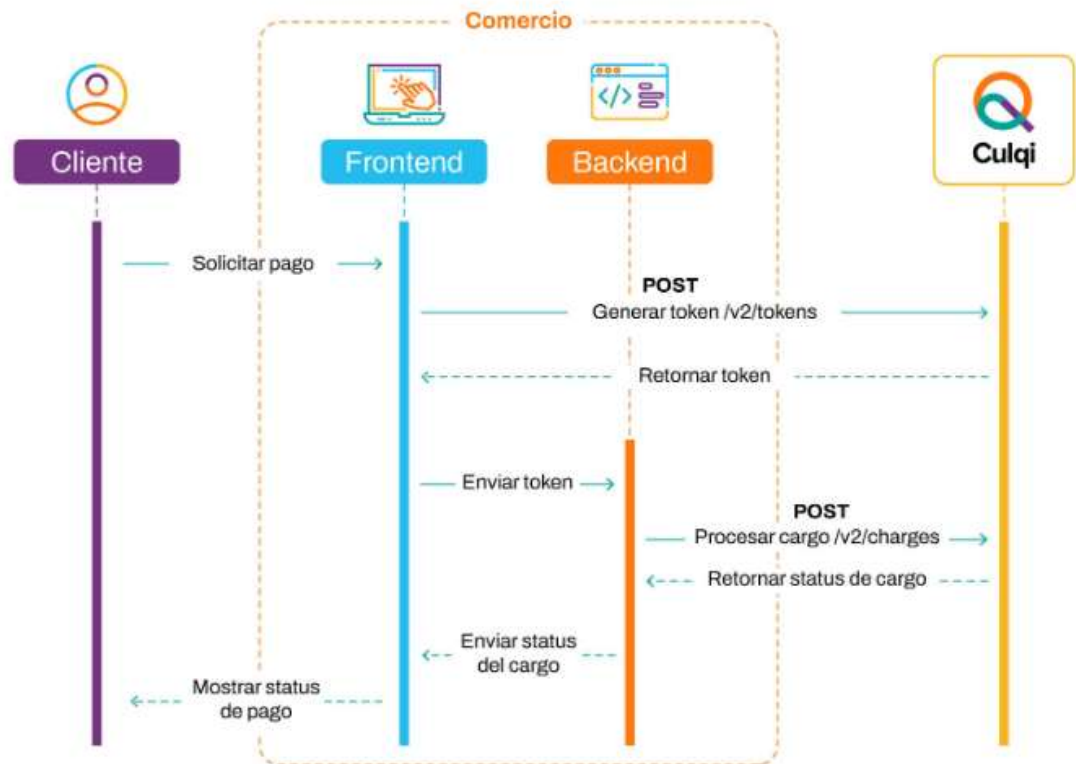 Comercio
</>
Culqi
Cliente
Frontend
Backend
Solicitar pago
POST
Generar token /v2/tokens
Retornar token
Enviar token
POST
Procesar cargo /v2/charges
Retornar status de cargo
Enviar status
del cargo
Mostrar status
de pago